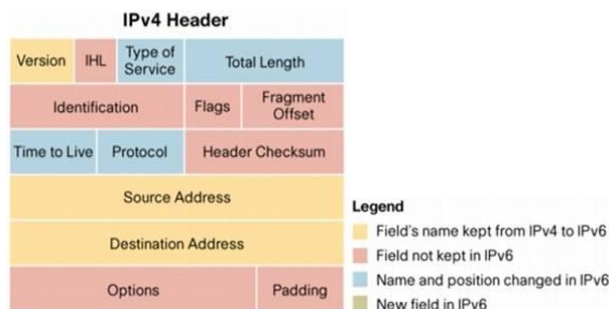 IPv4 Header
Version IHL Type of Service Total Length
Identification Flags Fragment Offset
Time to Live Protocol Header Checksum
Source Address
Destination Address
Options Padding
Legend
Field's name kept from IPv4 to IPv6
Field not kept in IPv6
Name and position changed in IPv6
New field in IPv6